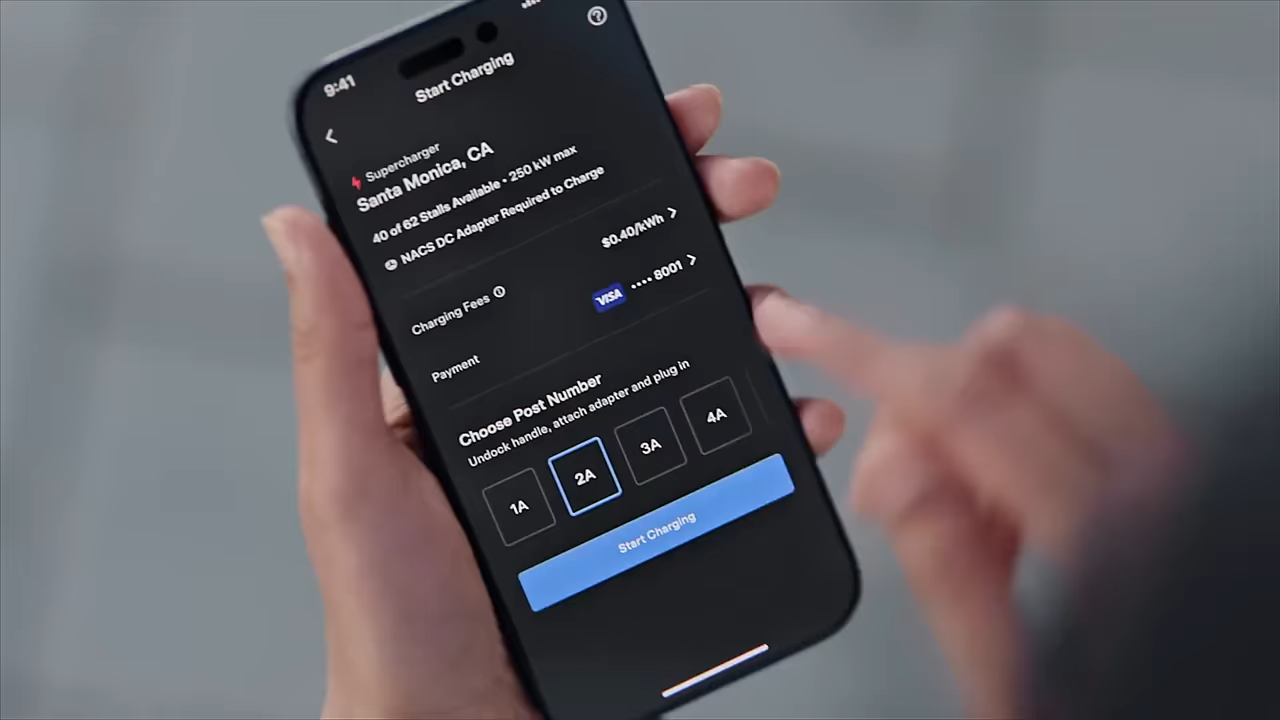 9:41
Start Charging
Supercharger
Santa Monica, CA
40 of 62 Stalls Available • 250 kW max
NACS DC Adapter Required to Charge
Charging Fees $0.40/kWh
Payment VISA •••• 8001
Choose Post Number
Undock handle, attach adapter and plug in
1A 2A 3A 4A
Start Charging